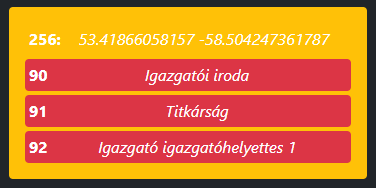 256: 53.41866058157 -58.504247361787
90 Igazgatói iroda
91 Titkárság
92 Igazgató igazgatóhelyettes 1